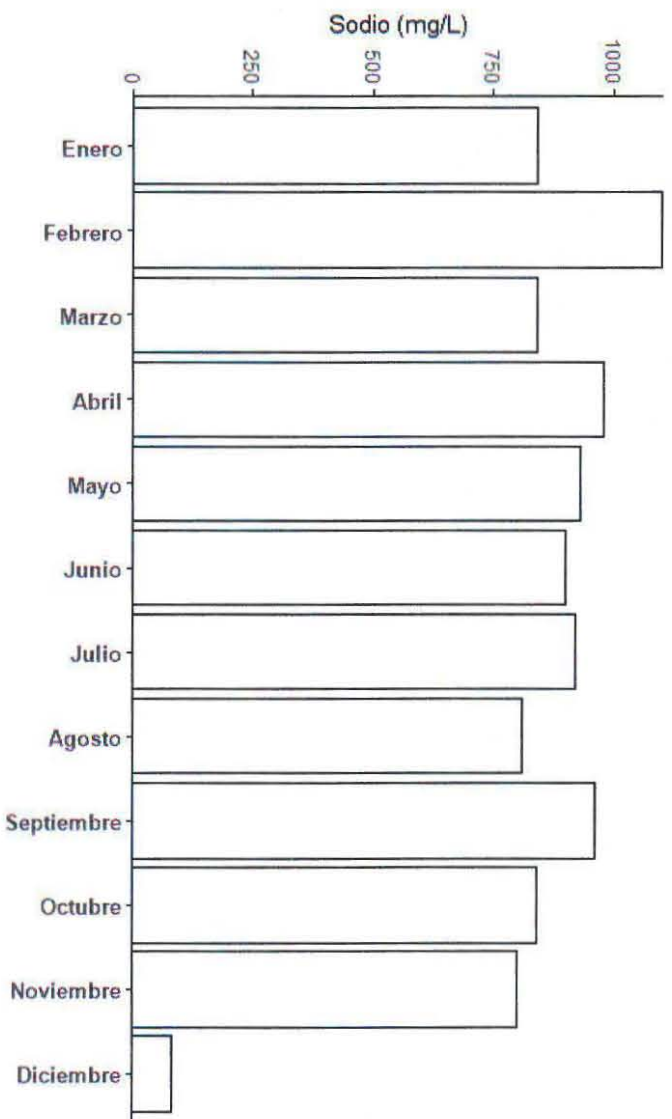 Sodio (mg/L)
0
250
500
750
1000
Enero
Febrero
Marzo
Abril
Mayo
Junio
Julio
Agosto
Septiembre
Octubre
Noviembre
Diciembre